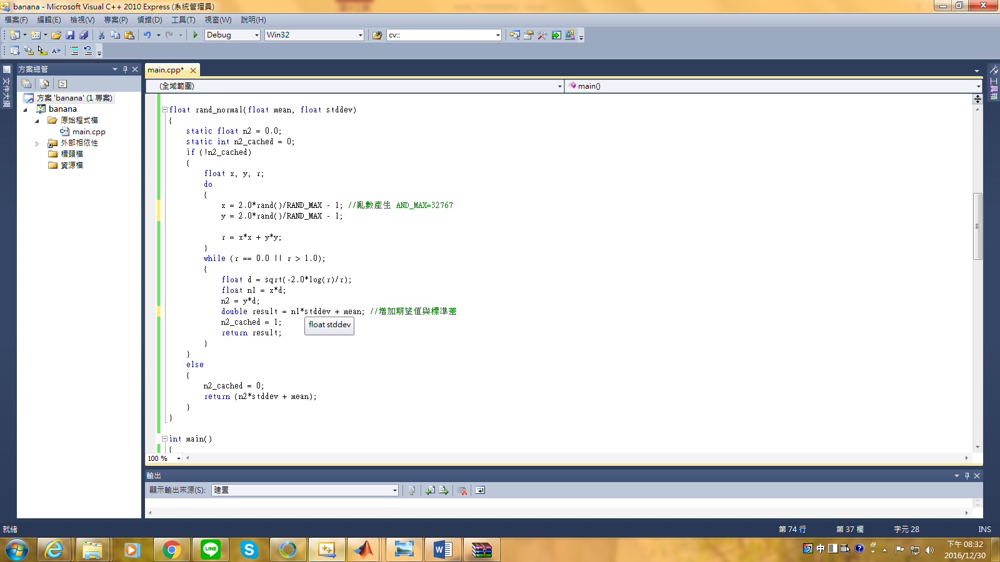 banana - Microsoft Visual C++ 2010 Express (系統管理員)
檔案(F) 編輯(E) 檢視(V) 專案(P) 偵錯(D) 工具(T) 視窗(W) 說明(H)
Debug Win32 cv::
方案總管
main.cpp*
文件大綱
工具箱
(全域範圍) main()
方案 'banana' (1 專案)
banana
原始程式檔
main.cpp
外部相依性
標頭檔
資源檔
float rand_normal(float mean, float stddev)
{
static float n2 = 0.0;
static int n2_cached = 0;
if (!n2_cached)
{
float x, y, r;
do
{
x = 2.0*rand()/RAND_MAX - 1; //亂數產生 AND_MAX=32767
y = 2.0*rand()/RAND_MAX - 1;
r = x*x + y*y;
}
while (r == 0.0 || r > 1.0);
{
float d = sqrt(-2.0*log(r)/r);
float n1 = x*d;
n2 = y*d;
double result = n1*stddev + mean; //增加期望值與標準差
n2_cached = 1;
float stddev
return result;
}
}
else
{
n2_cached = 0;
return (n2*stddev + mean);
}
}
int main()
{
100 %
輸出
顯示輸出來源(S): 建置
就緒 第 74 行 第 37 欄 字元 28 INS
LINE
中
下午 08:32
2016/12/30